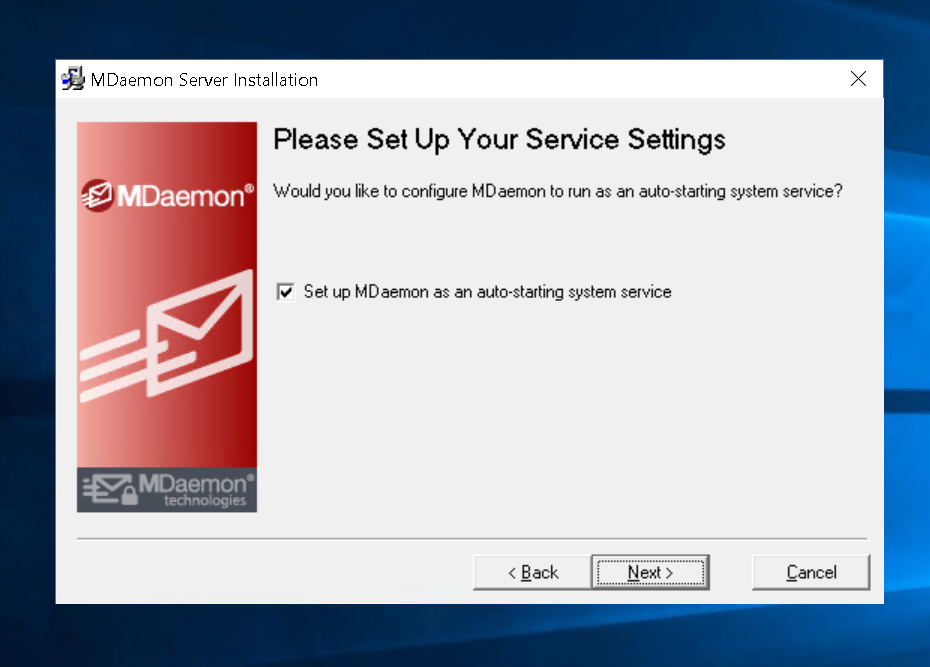 MDaemon Server Installation
Please Set Up Your Service Settings
MDaemon®
Would you like to configure MDaemon to run as an auto-starting system service?
Set up MDaemon as an auto-starting system service
MDaemon®
technologies
< Back
Next >
Cancel